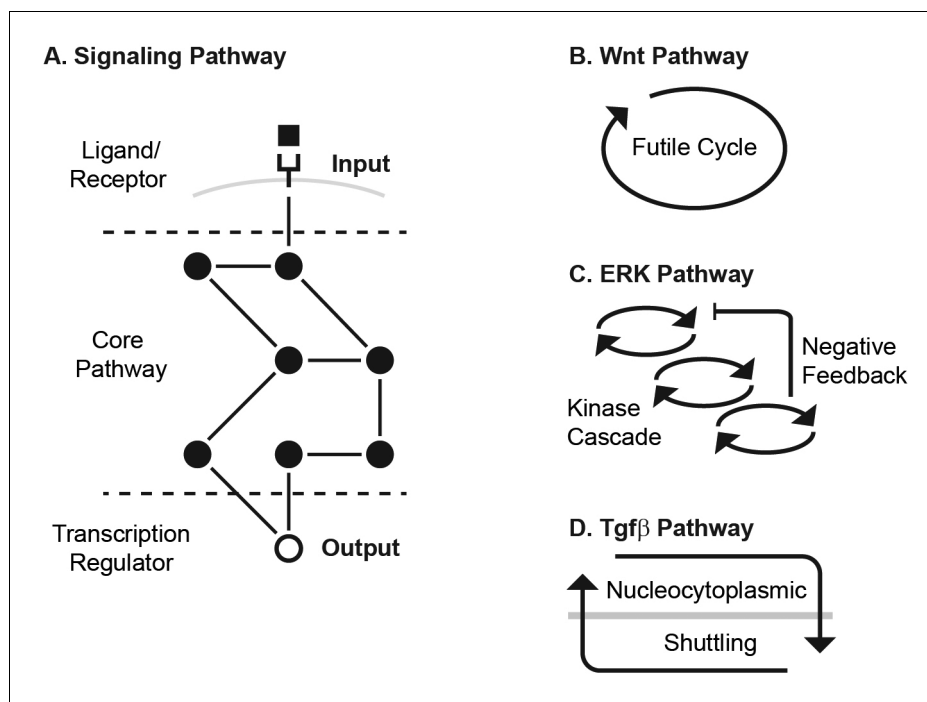 A. Signaling Pathway
Ligand/
Receptor
Input
Core
Pathway
Transcription
Regulator
Output
B. Wnt Pathway
Futile Cycle
C. ERK Pathway
Negative
Feedback
Kinase
Cascade
D. Tgfβ Pathway
Nucleocytoplasmic
Shuttling